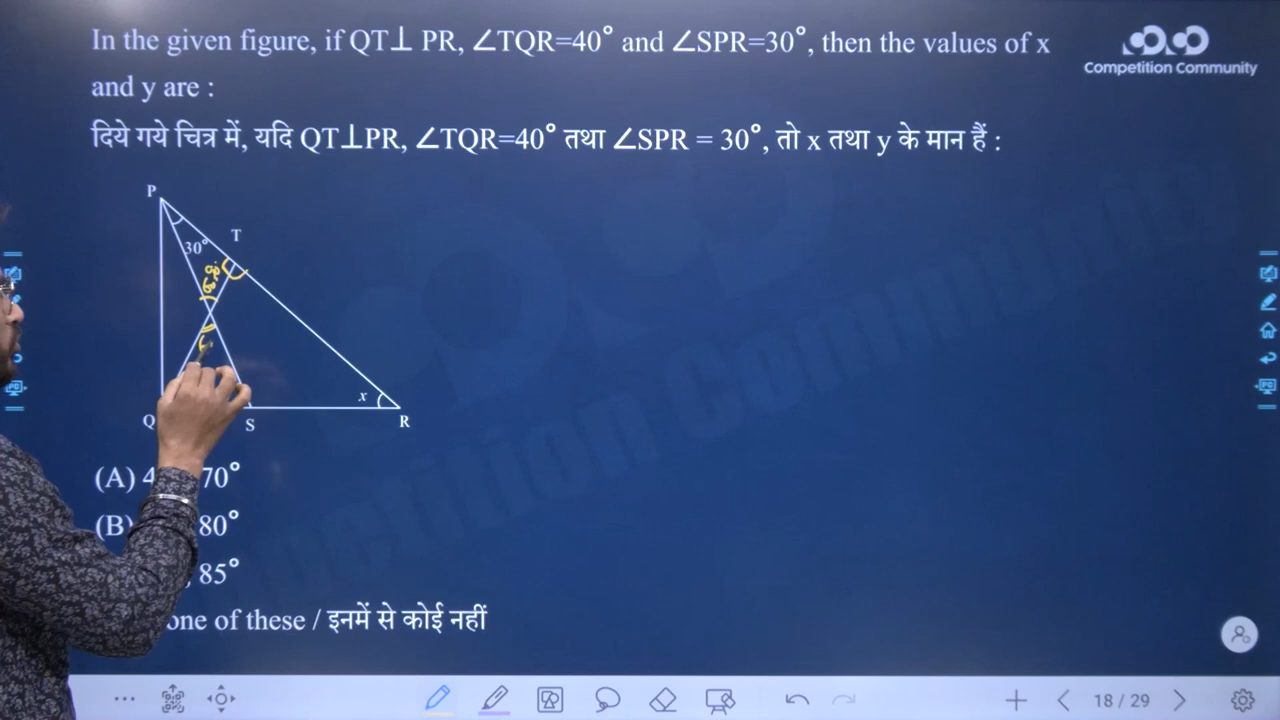 In the given figure, if QT⊥ PR, ∠TQR=40° and ∠SPR=30°, then the values of x
and y are :
Competition Community
दिये गये चित्र में, यदि QT⊥PR, ∠TQR=40° तथा ∠SPR = 30°, तो x तथा y के मान हैं :
P
T
30°
60°
x
Q
S
R
(A) 4 70°
(B) 80°
85°
one of these / इनमें से कोई नहीं
18 / 29